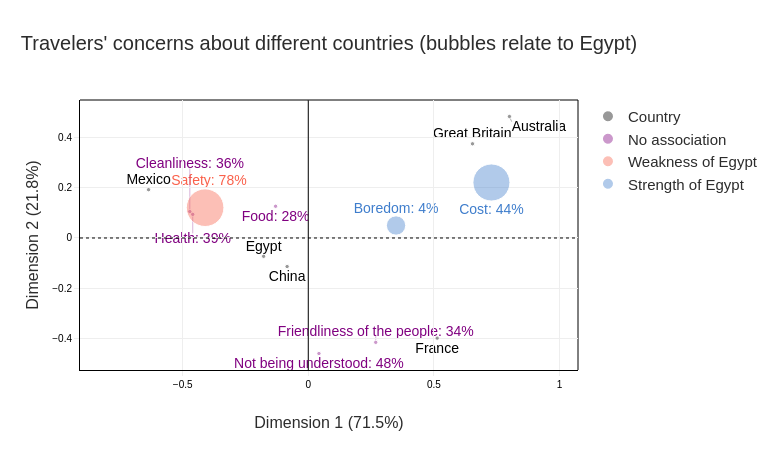 Travelers' concerns about different countries (bubbles relate to Egypt)
Country
No association
Weakness of Egypt
Strength of Egypt
Australia
Great Britain
Cleanliness: 36%
Mexico
Safety: 78%
Food: 28%
Boredom: 4%
Cost: 44%
Health: 39%
Egypt
China
Friendliness of the people: 34%
France
Not being understood: 48%
0.4
0.2
0
−0.2
−0.4
−0.5
0
0.5
1
Dimension 2 (21.8%)
Dimension 1 (71.5%)